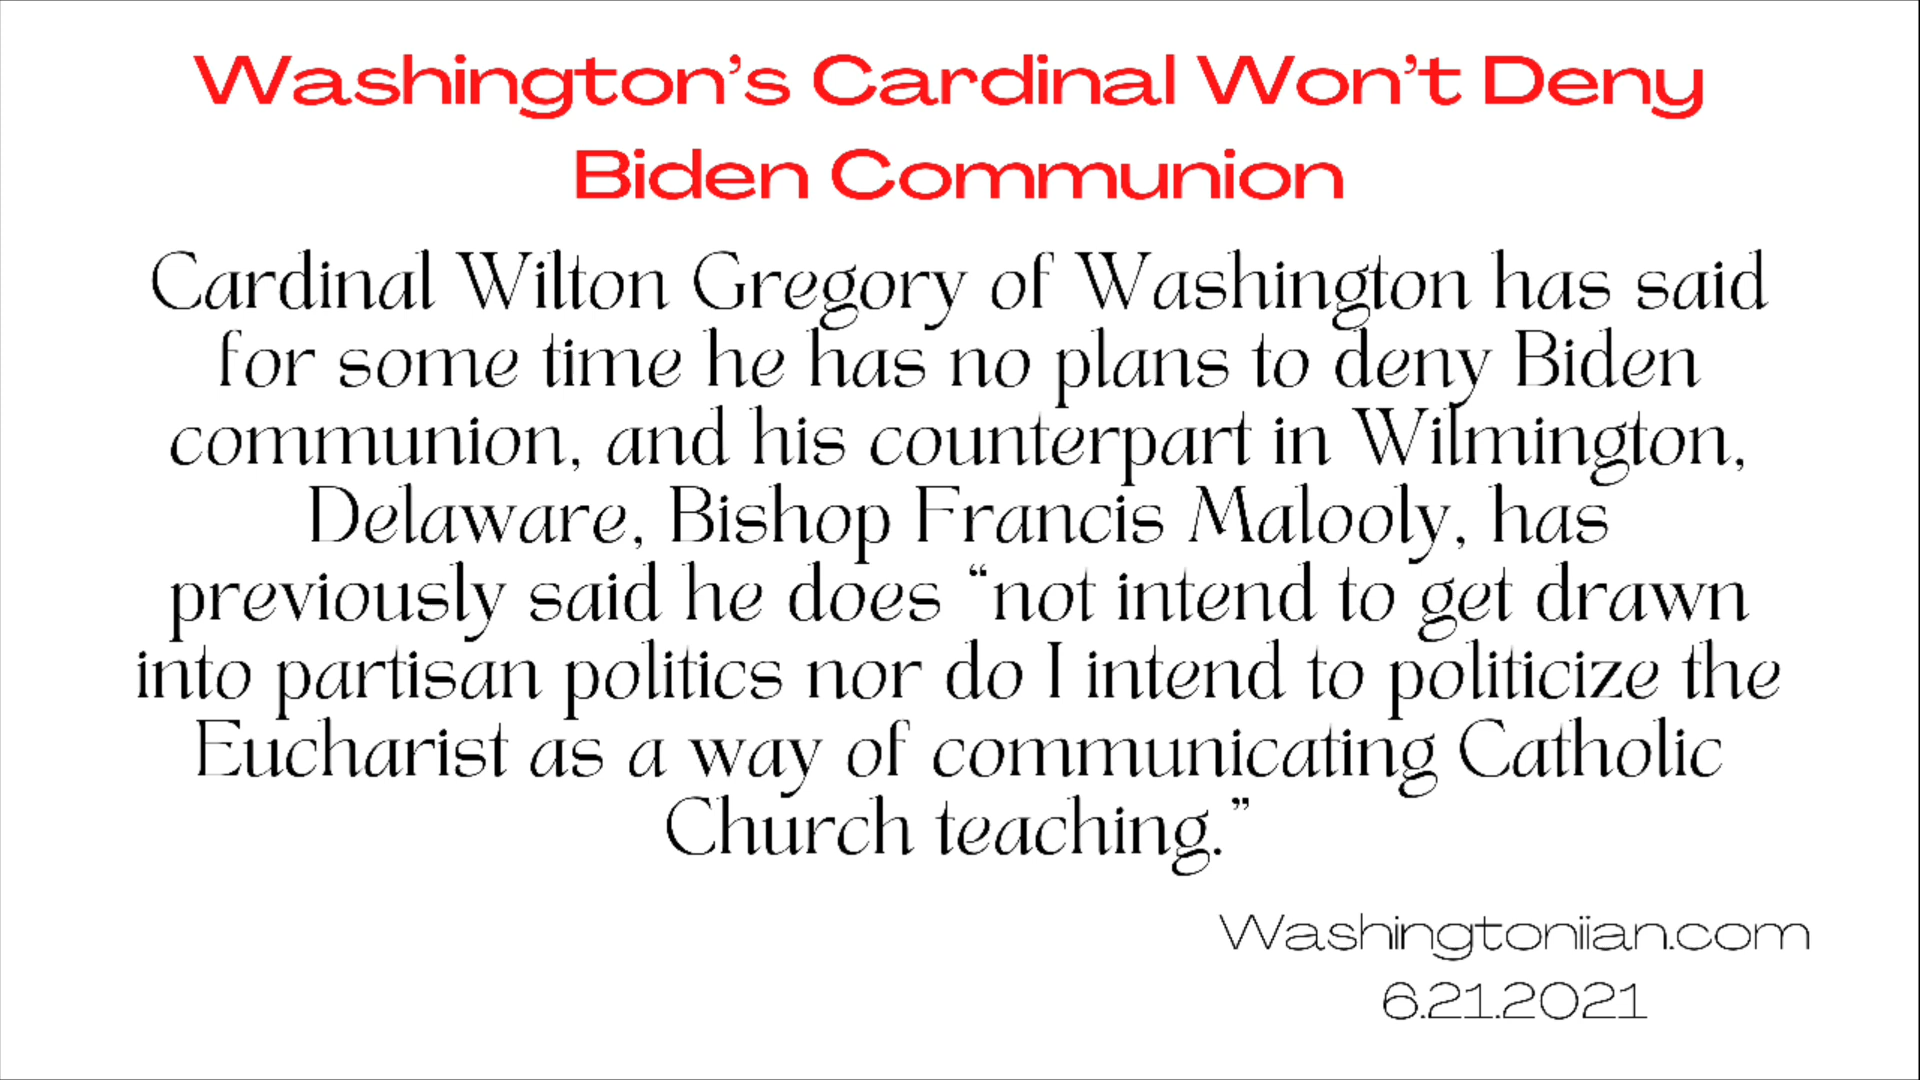 Washington’s Cardinal Won’t Deny
Biden Communion
Cardinal Wilton Gregory of Washington has said
for some time he has no plans to deny Biden
communion, and his counterpart in Wilmington,
Delaware, Bishop Francis Malooly, has
previously said he does “not intend to get drawn
into partisan politics nor do I intend to politicize the
Eucharist as a way of communicating Catholic
Church teaching.”
Washingtoniian.com
6.21.2021